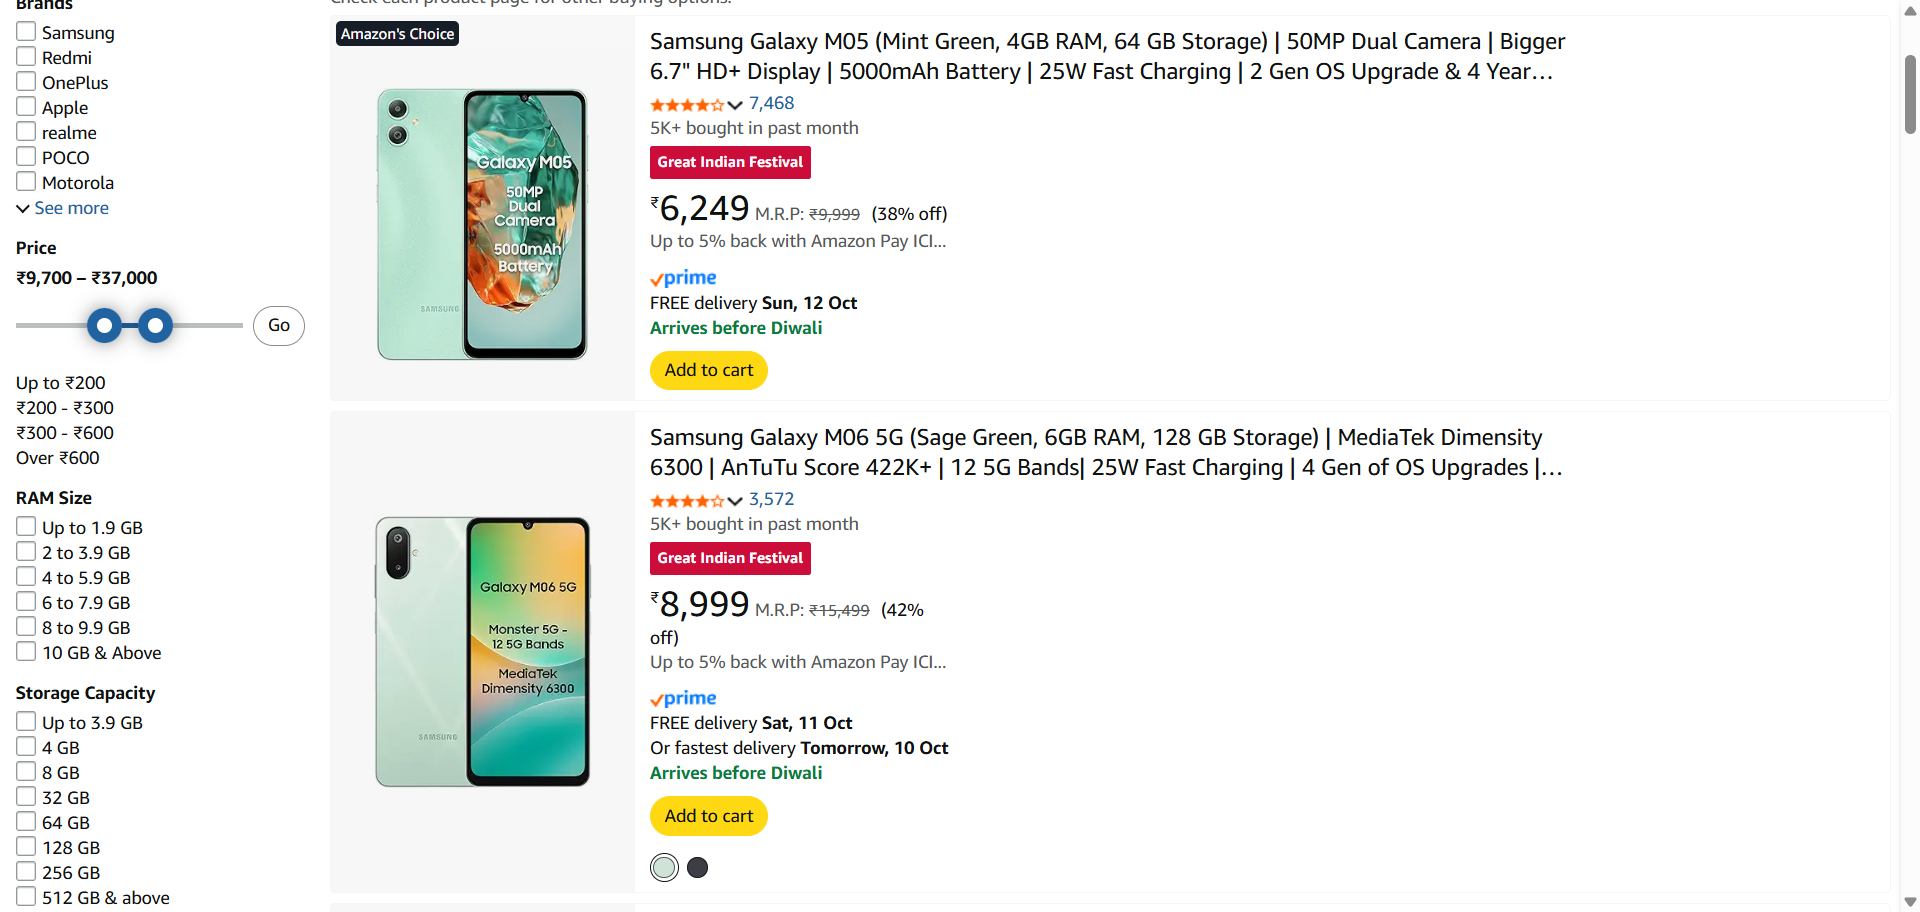 Brands
Samsung
Redmi
OnePlus
Apple
realme
POCO
Motorola
See more
Price
₹9,700 – ₹37,000
Go
Up to ₹200
₹200 - ₹300
₹300 - ₹600
Over ₹600
RAM Size
Up to 1.9 GB
2 to 3.9 GB
4 to 5.9 GB
6 to 7.9 GB
8 to 9.9 GB
10 GB & Above
Storage Capacity
Up to 3.9 GB
4 GB
8 GB
32 GB
64 GB
128 GB
256 GB
512 GB & above
Check each product page for other buying options.
Amazon's Choice
Galaxy M05
50MP
Dual
Camera
5000mAh
Battery
SAMSUNG
Samsung Galaxy M05 (Mint Green, 4GB RAM, 64 GB Storage) | 50MP Dual Camera | Bigger
6.7" HD+ Display | 5000mAh Battery | 25W Fast Charging | 2 Gen OS Upgrade & 4 Year…
7,468
5K+ bought in past month
Great Indian Festival
₹6,249 M.R.P: ₹9,999 (38% off)
Up to 5% back with Amazon Pay ICI…
prime
FREE delivery Sun, 12 Oct
Arrives before Diwali
Add to cart
Galaxy M06 5G
Monster 5G -
12 5G Bands
MediaTek
Dimensity 6300
SAMSUNG
Samsung Galaxy M06 5G (Sage Green, 6GB RAM, 128 GB Storage) | MediaTek Dimensity
6300 | AnTuTu Score 422K+ | 12 5G Bands| 25W Fast Charging | 4 Gen of OS Upgrades |…
3,572
5K+ bought in past month
Great Indian Festival
₹8,999 M.R.P: ₹15,499 (42%
off)
Up to 5% back with Amazon Pay ICI…
prime
FREE delivery Sat, 11 Oct
Or fastest delivery Tomorrow, 10 Oct
Arrives before Diwali
Add to cart